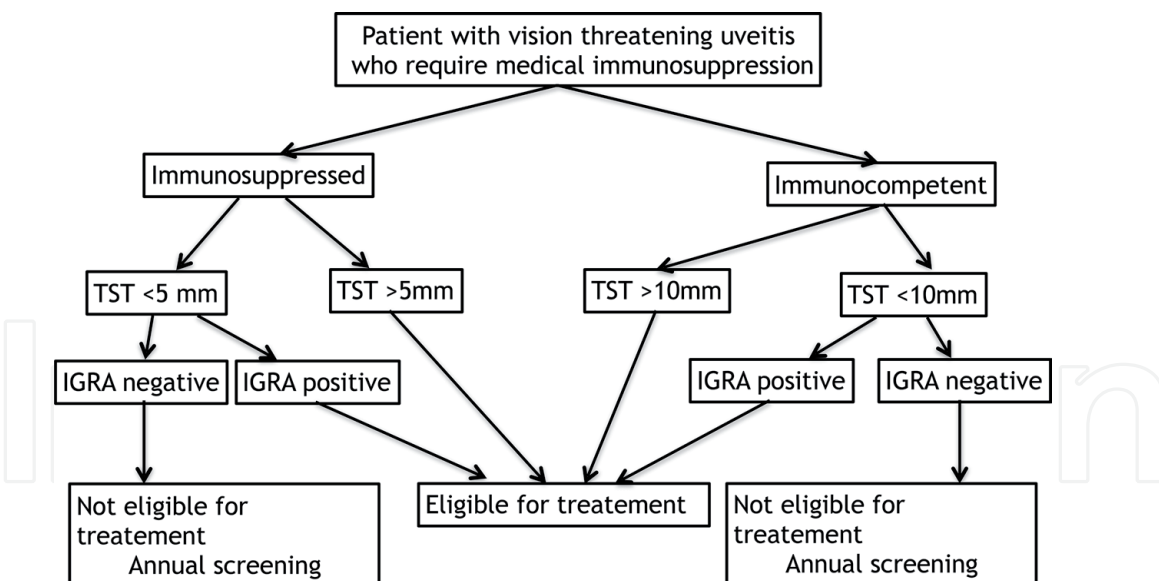 Patient with vision threatening uveitis
who require medical immunosuppression
Immunosuppressed
Immunocompetent
TST <5 mm
TST >5mm
TST >10mm
TST <10mm
IGRA negative
IGRA positive
IGRA positive
IGRA negative
Not eligible for
treatement
Annual screening
Eligible for treatement
Not eligible for
treatement
Annual screening